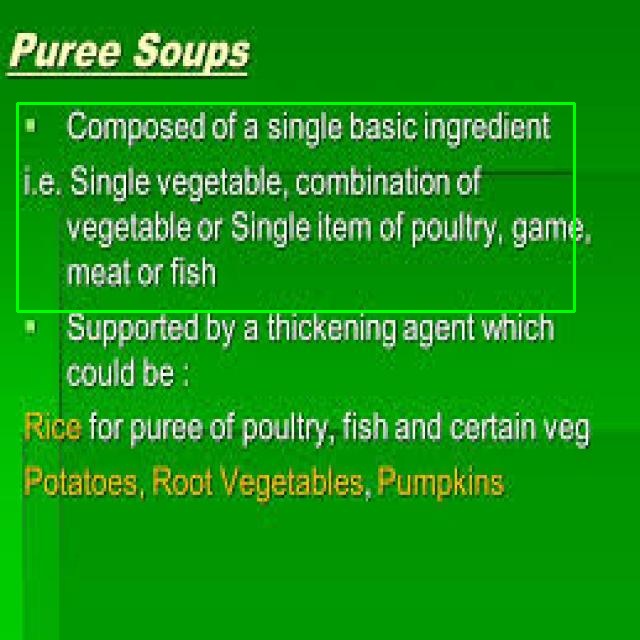 Puree Soups
▪ Composed of a single basic ingredient
i.e. Single vegetable, combination of
vegetable or Single item of poultry, game,
meat or fish
▪ Supported by a thickening agent which
could be :
Rice for puree of poultry, fish and certain veg
Potatoes, Root Vegetables, Pumpkins